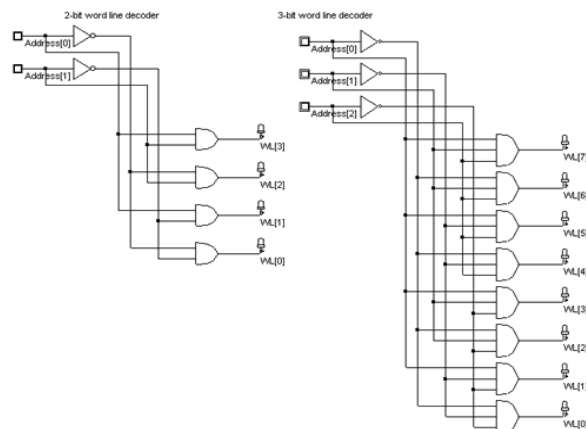 2-bit word line decoder
Address[0]
Address[1]
WL[3]
WL[2]
WL[1]
WL[0]
3-bit word line decoder
Address[0]
Address[1]
Address[2]
WL[7]
WL[6]
WL[5]
WL[4]
WL[3]
WL[2]
WL[1]
WL[0]